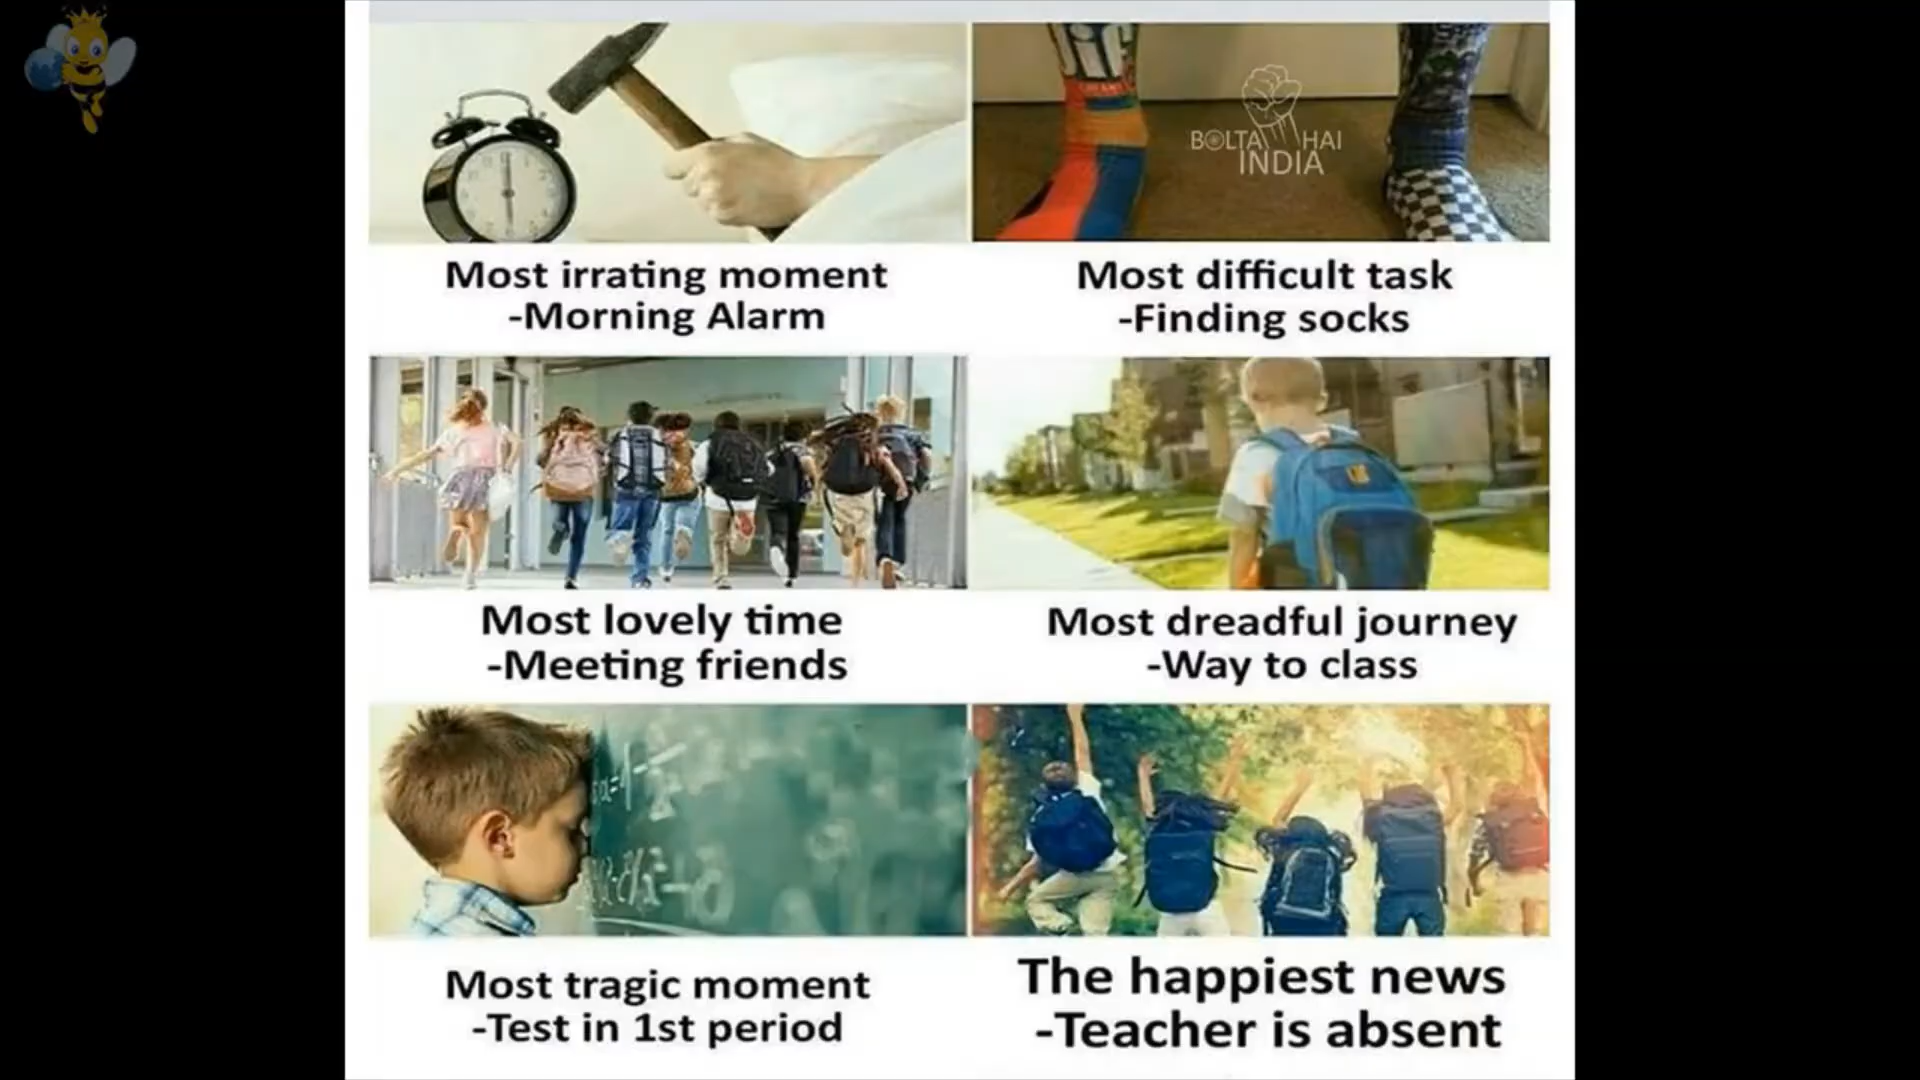 BOLTA HAI
INDIA
Most irrating moment
-Morning Alarm
Most difficult task
-Finding socks
Most lovely time
-Meeting friends
Most dreadful journey
-Way to class
Most tragic moment
-Test in 1st period
The happiest news
-Teacher is absent